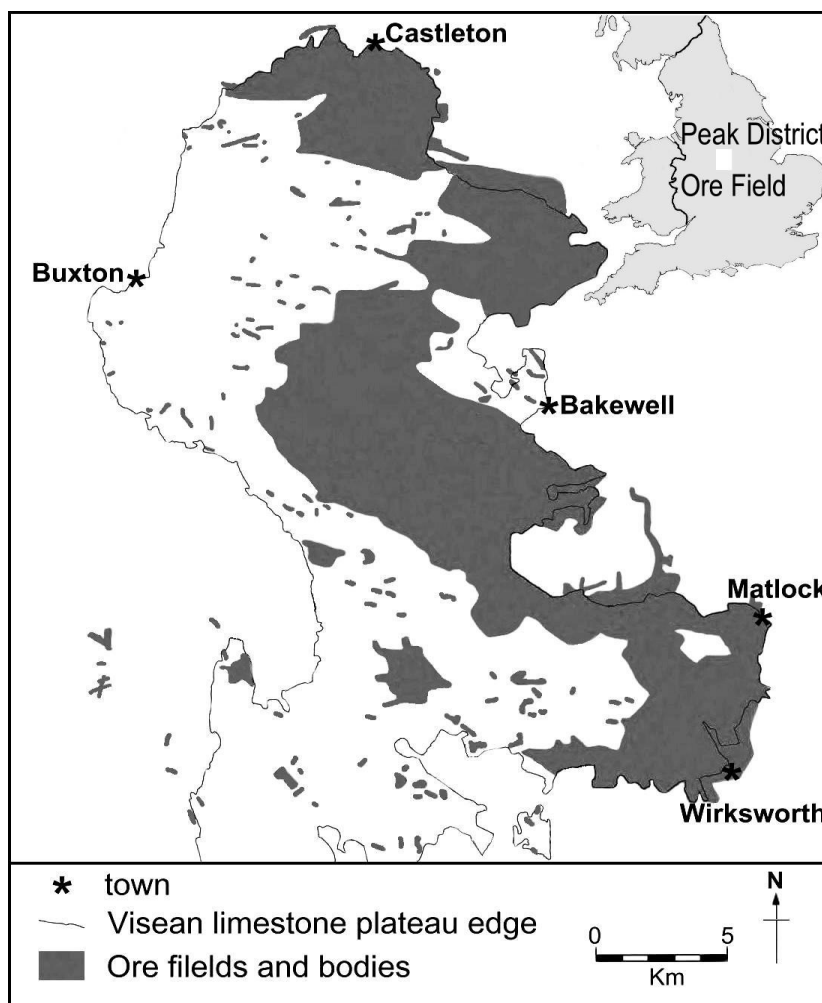 Castleton
Peak District
Ore Field
Buxton
Bakewell
Matlock
Wirksworth
town
Visean limestone plateau edge
Ore filelds and bodies
N
0 5
Km